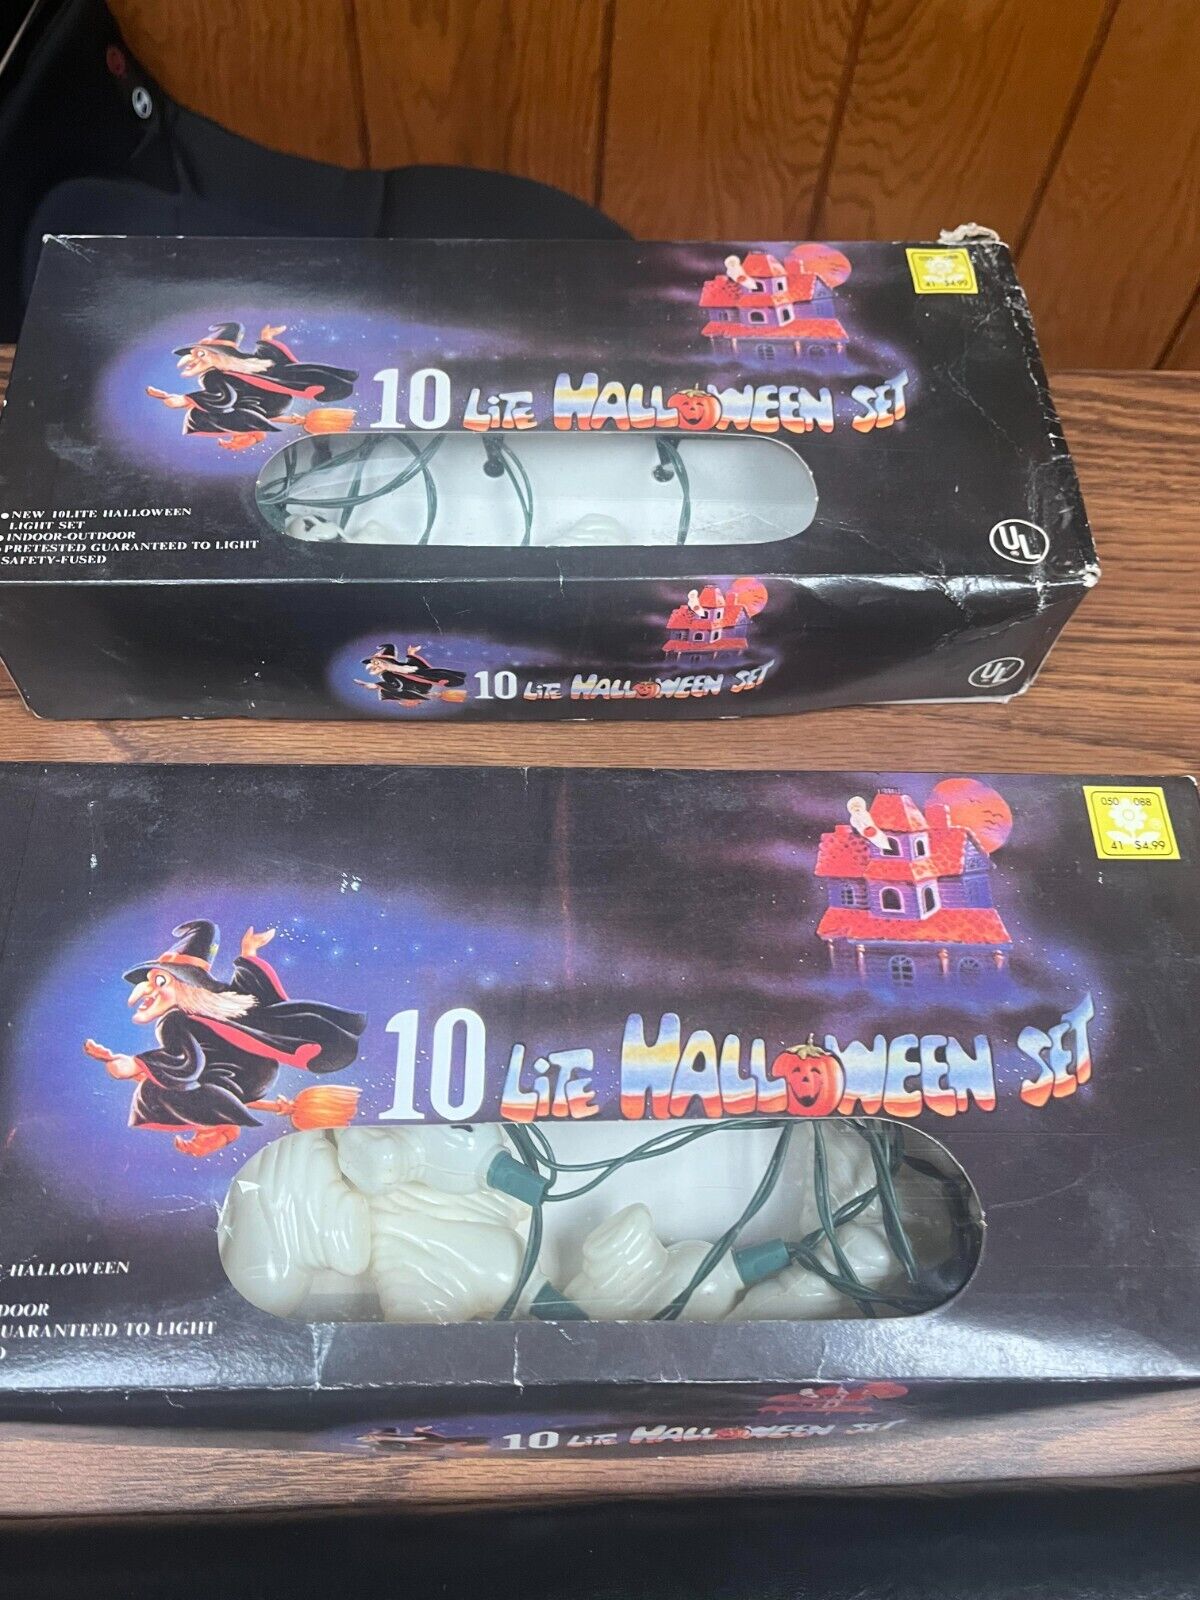 050 088
41 $4.99
10 LiTE HALLOWEEN SET
• NEW 10LITE HALLOWEEN
LIGHT SET
• INDOOR-OUTDOOR
• PRETESTED GUARANTEED TO LIGHT
SAFETY-FUSED
UL
10 LiTE HALLOWEEN SET
UL
050 088
41 $4.99
10 LiTE HALLOWEEN SET
HALLOWEEN
DOOR
UARANTEED TO LIGHT
D
10 LiTE HALLOWEEN SET